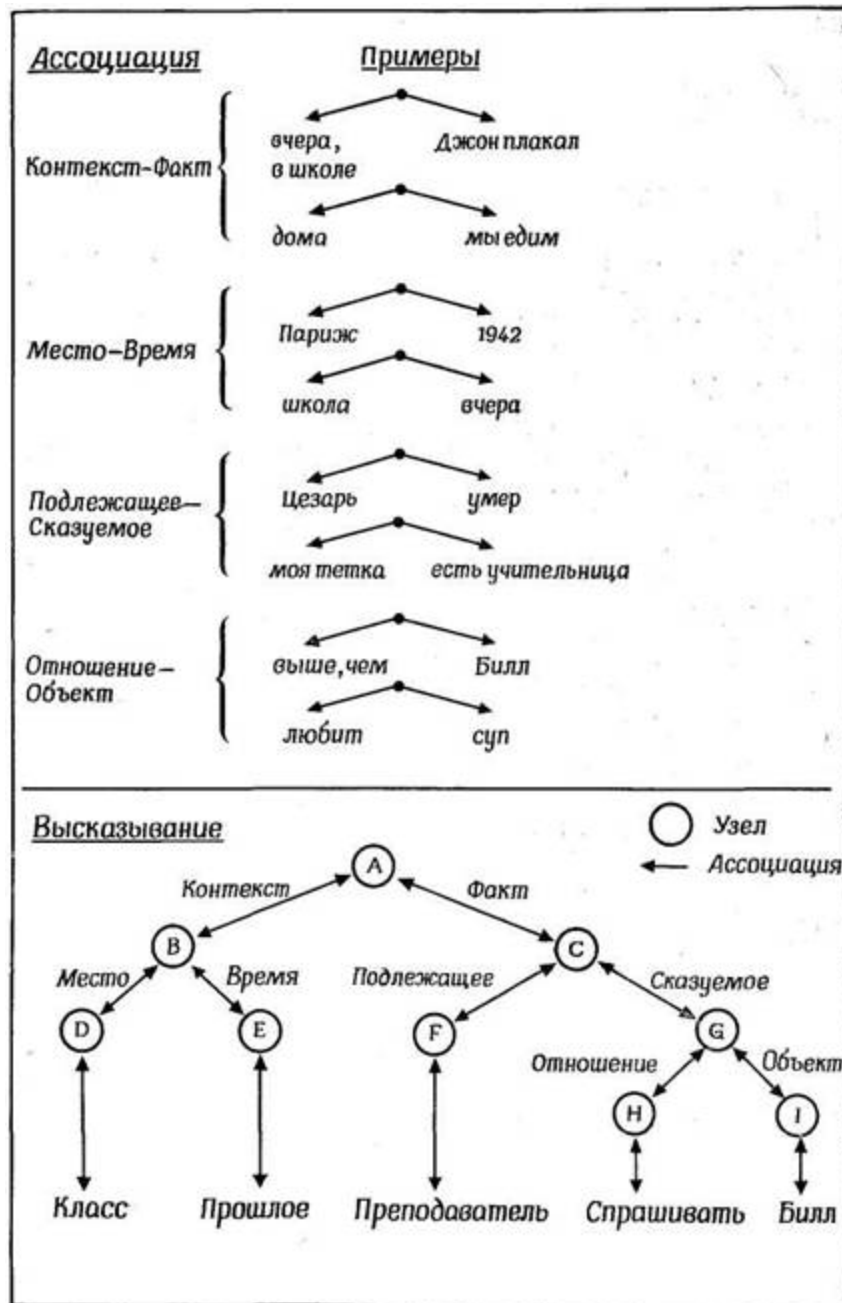 Ассоциация Примеры
Контекст-Факт
вчера, Джон плакал
в школе
дома мы едим
Место-Время
Париж 1942
школа вчера
Подлежащее-
Сказуемое
Цезарь умер
моя тетка есть учительница
Отношение-
Объект
выше, чем Билл
любит суп
Высказывание
Узел
Ассоциация
A
Контекст Факт
B C
Место Время Подлежащее Сказуемое
D E F G
Отношение Объект
H I
Класс Прошлое Преподаватель Спрашивать Билл